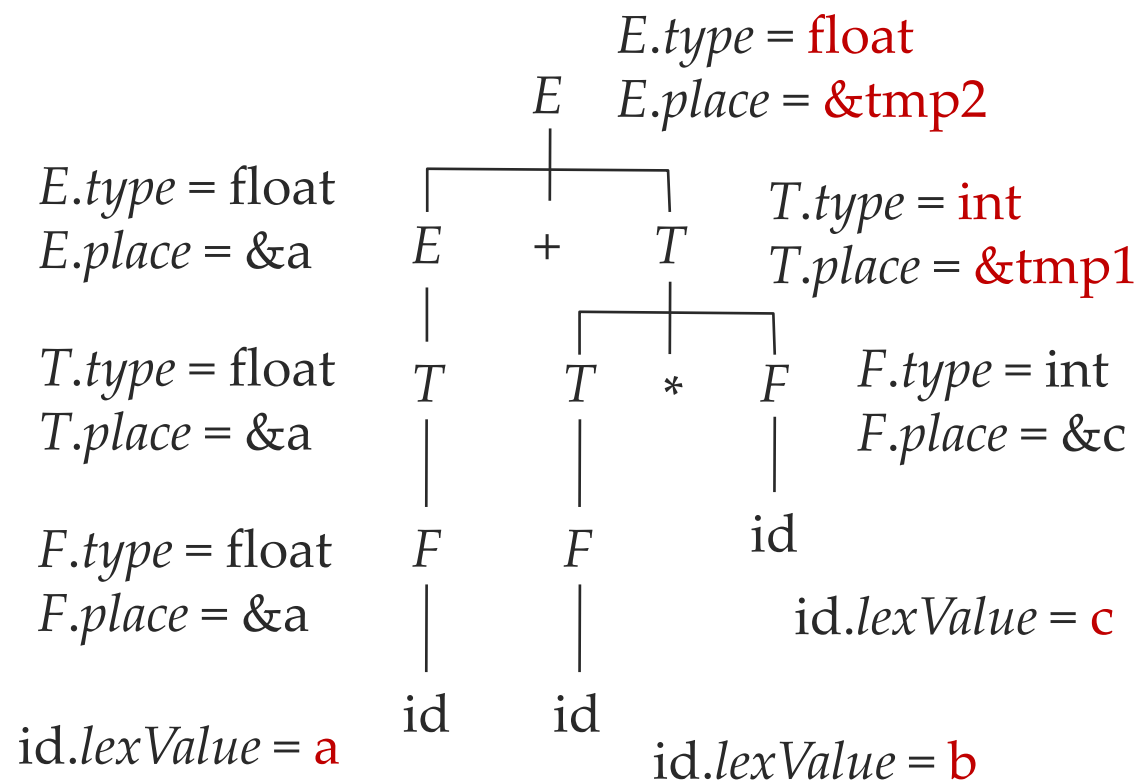 E.type = float
E
E.place = &tmp2
E.type = float
E.place = &a
E + T
T.type = int
T.place = &tmp1
T.type = float
T.place = &a
T T * F
F.type = int
F.place = &c
F.type = float
F.place = &a
F F id
id.lexValue = c
id id
id.lexValue = a
id.lexValue = b